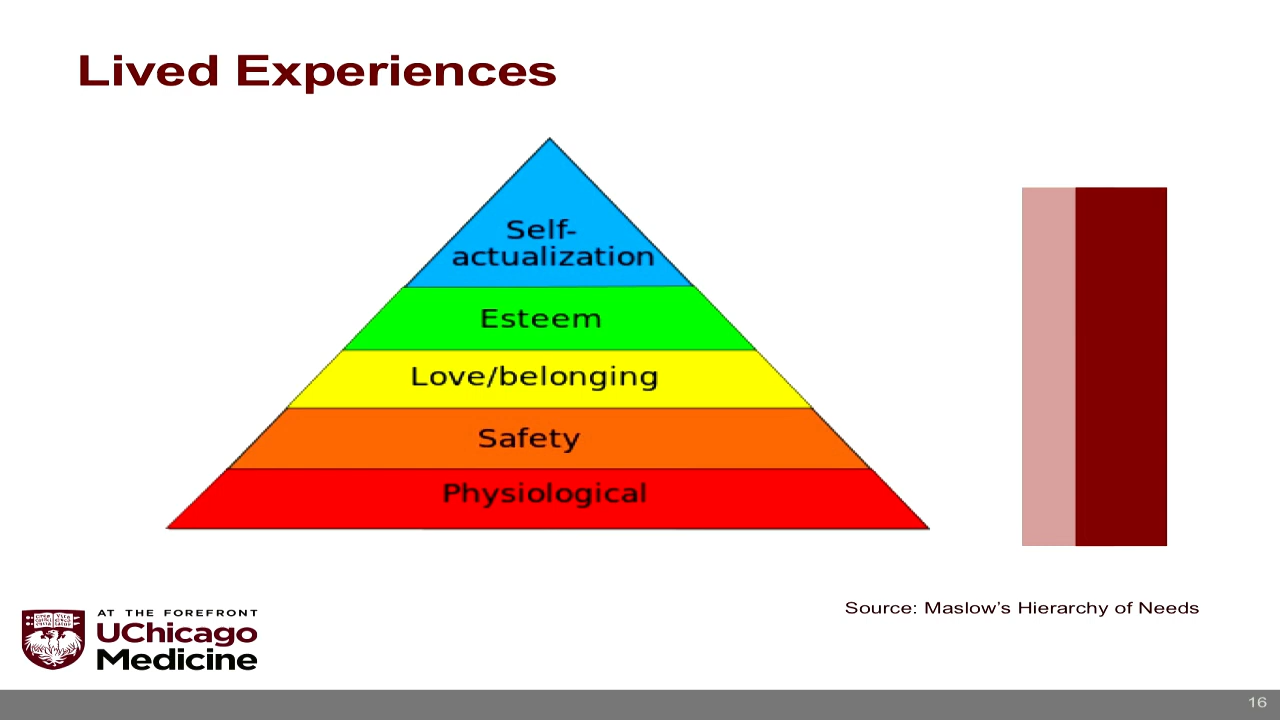 Lived Experiences
Self-
actualization
Esteem
Love/belonging
Safety
Physiological
Source: Maslow's Hierarchy of Needs
AT THE FOREFRONT
UChicago
Medicine
16